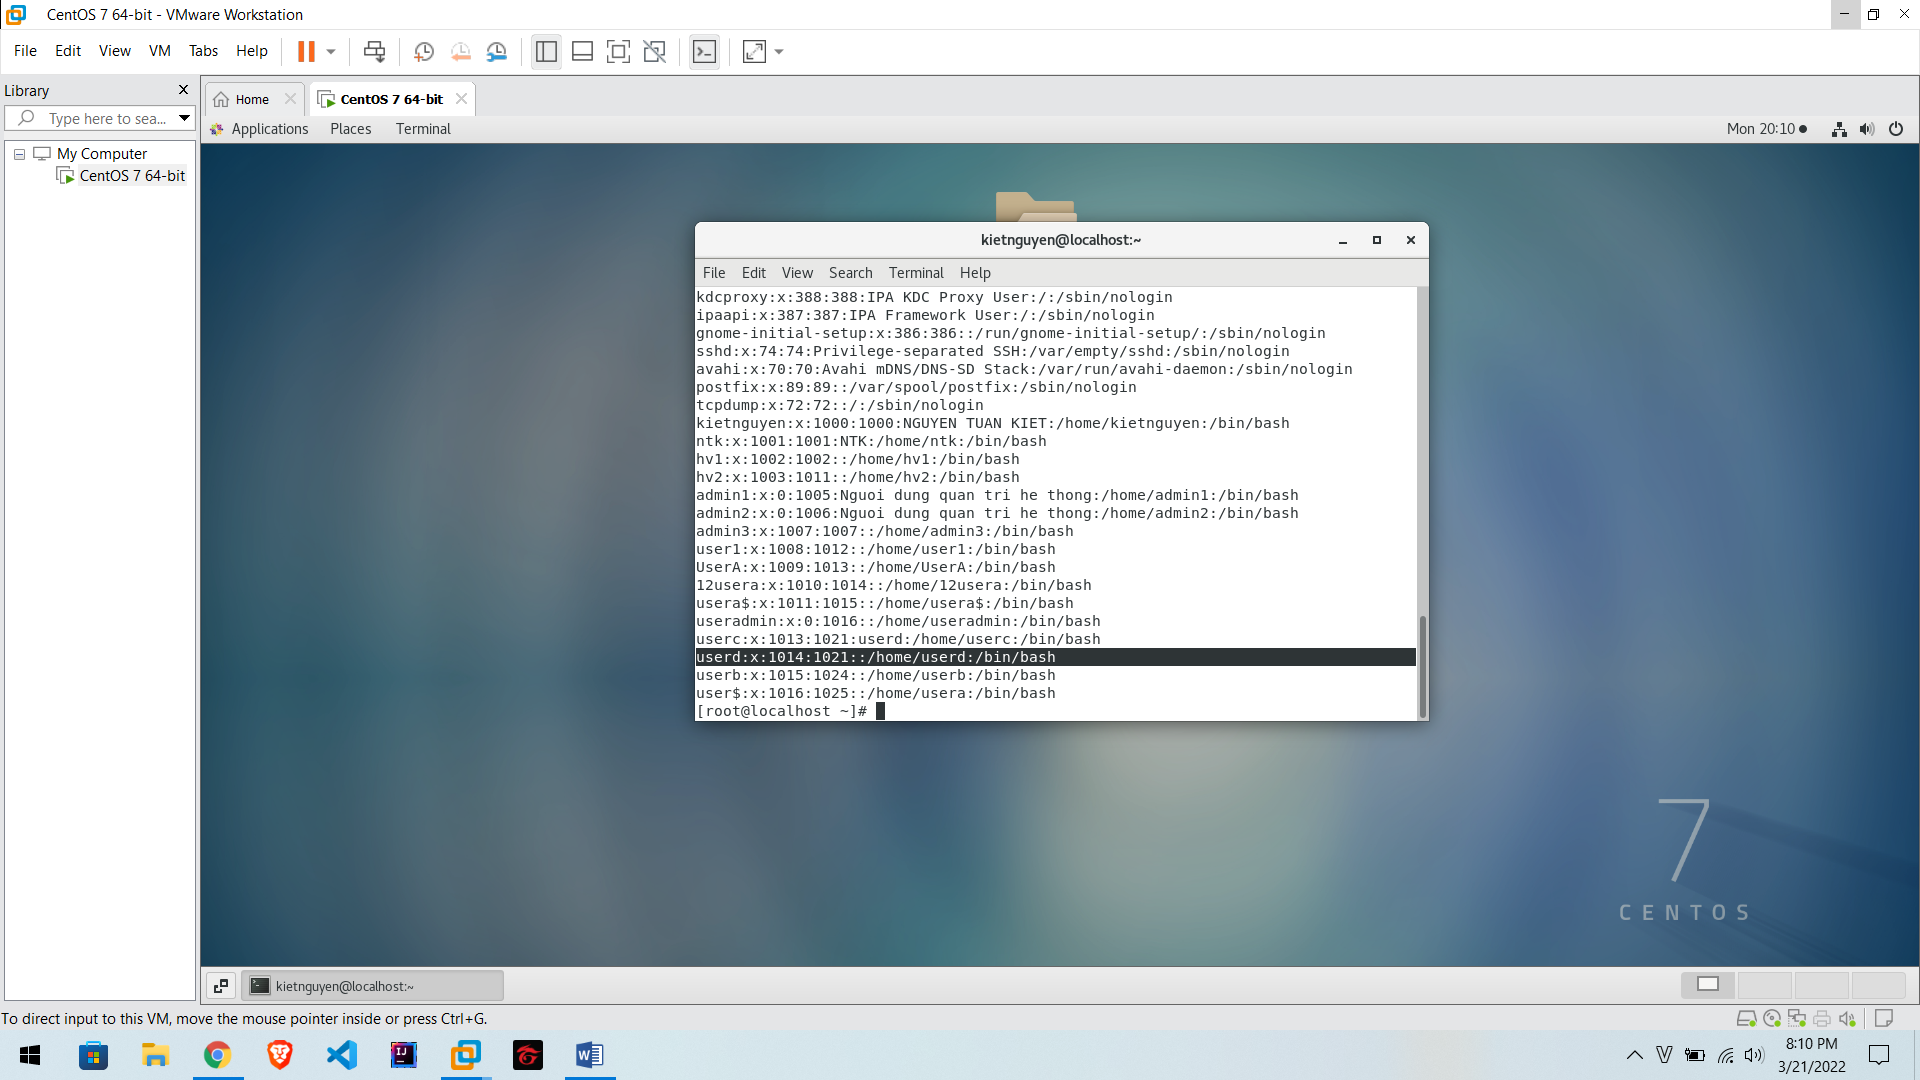 CentOS 7 64-bit - VMware Workstation
File Edit View VM Tabs Help
Library
Type here to sea...
My Computer
CentOS 7 64-bit
Home
CentOS 7 64-bit
Applications Places Terminal
Mon 20:10
kietnguyen@localhost:~
File Edit View Search Terminal Help
kdcproxy:x:388:388:IPA KDC Proxy User:/:/sbin/nologin
ipaapi:x:387:387:IPA Framework User:/:/sbin/nologin
gnome-initial-setup:x:386:386::/run/gnome-initial-setup/:/sbin/nologin
sshd:x:74:74:Privilege-separated SSH:/var/empty/sshd:/sbin/nologin
avahi:x:70:70:Avahi mDNS/DNS-SD Stack:/var/run/avahi-daemon:/sbin/nologin
postfix:x:89:89::/var/spool/postfix:/sbin/nologin
tcpdump:x:72:72::/:/sbin/nologin
kietnguyen:x:1000:1000:NGUYEN TUAN KIET:/home/kietnguyen:/bin/bash
ntk:x:1001:1001:NTK:/home/ntk:/bin/bash
hv1:x:1002:1002::/home/hv1:/bin/bash
hv2:x:1003:1011::/home/hv2:/bin/bash
admin1:x:0:1005:Nguoi dung quan tri he thong:/home/admin1:/bin/bash
admin2:x:0:1006:Nguoi dung quan tri he thong:/home/admin2:/bin/bash
admin3:x:1007:1007::/home/admin3:/bin/bash
user1:x:1008:1012::/home/user1:/bin/bash
UserA:x:1009:1013::/home/UserA:/bin/bash
12usera:x:1010:1014::/home/12usera:/bin/bash
usera$:x:1011:1015::/home/usera$:/bin/bash
useradmin:x:0:1016::/home/useradmin:/bin/bash
userc:x:1013:1021:userd:/home/userc:/bin/bash
userd:x:1014:1021::/home/userd:/bin/bash
userb:x:1015:1024::/home/userb:/bin/bash
user$:x:1016:1025::/home/usera:/bin/bash
[root@localhost ~]#
7
CENTOS
kietnguyen@localhost:~
To direct input to this VM, move the mouse pointer inside or press Ctrl+G.
8:10 PM
3/21/2022